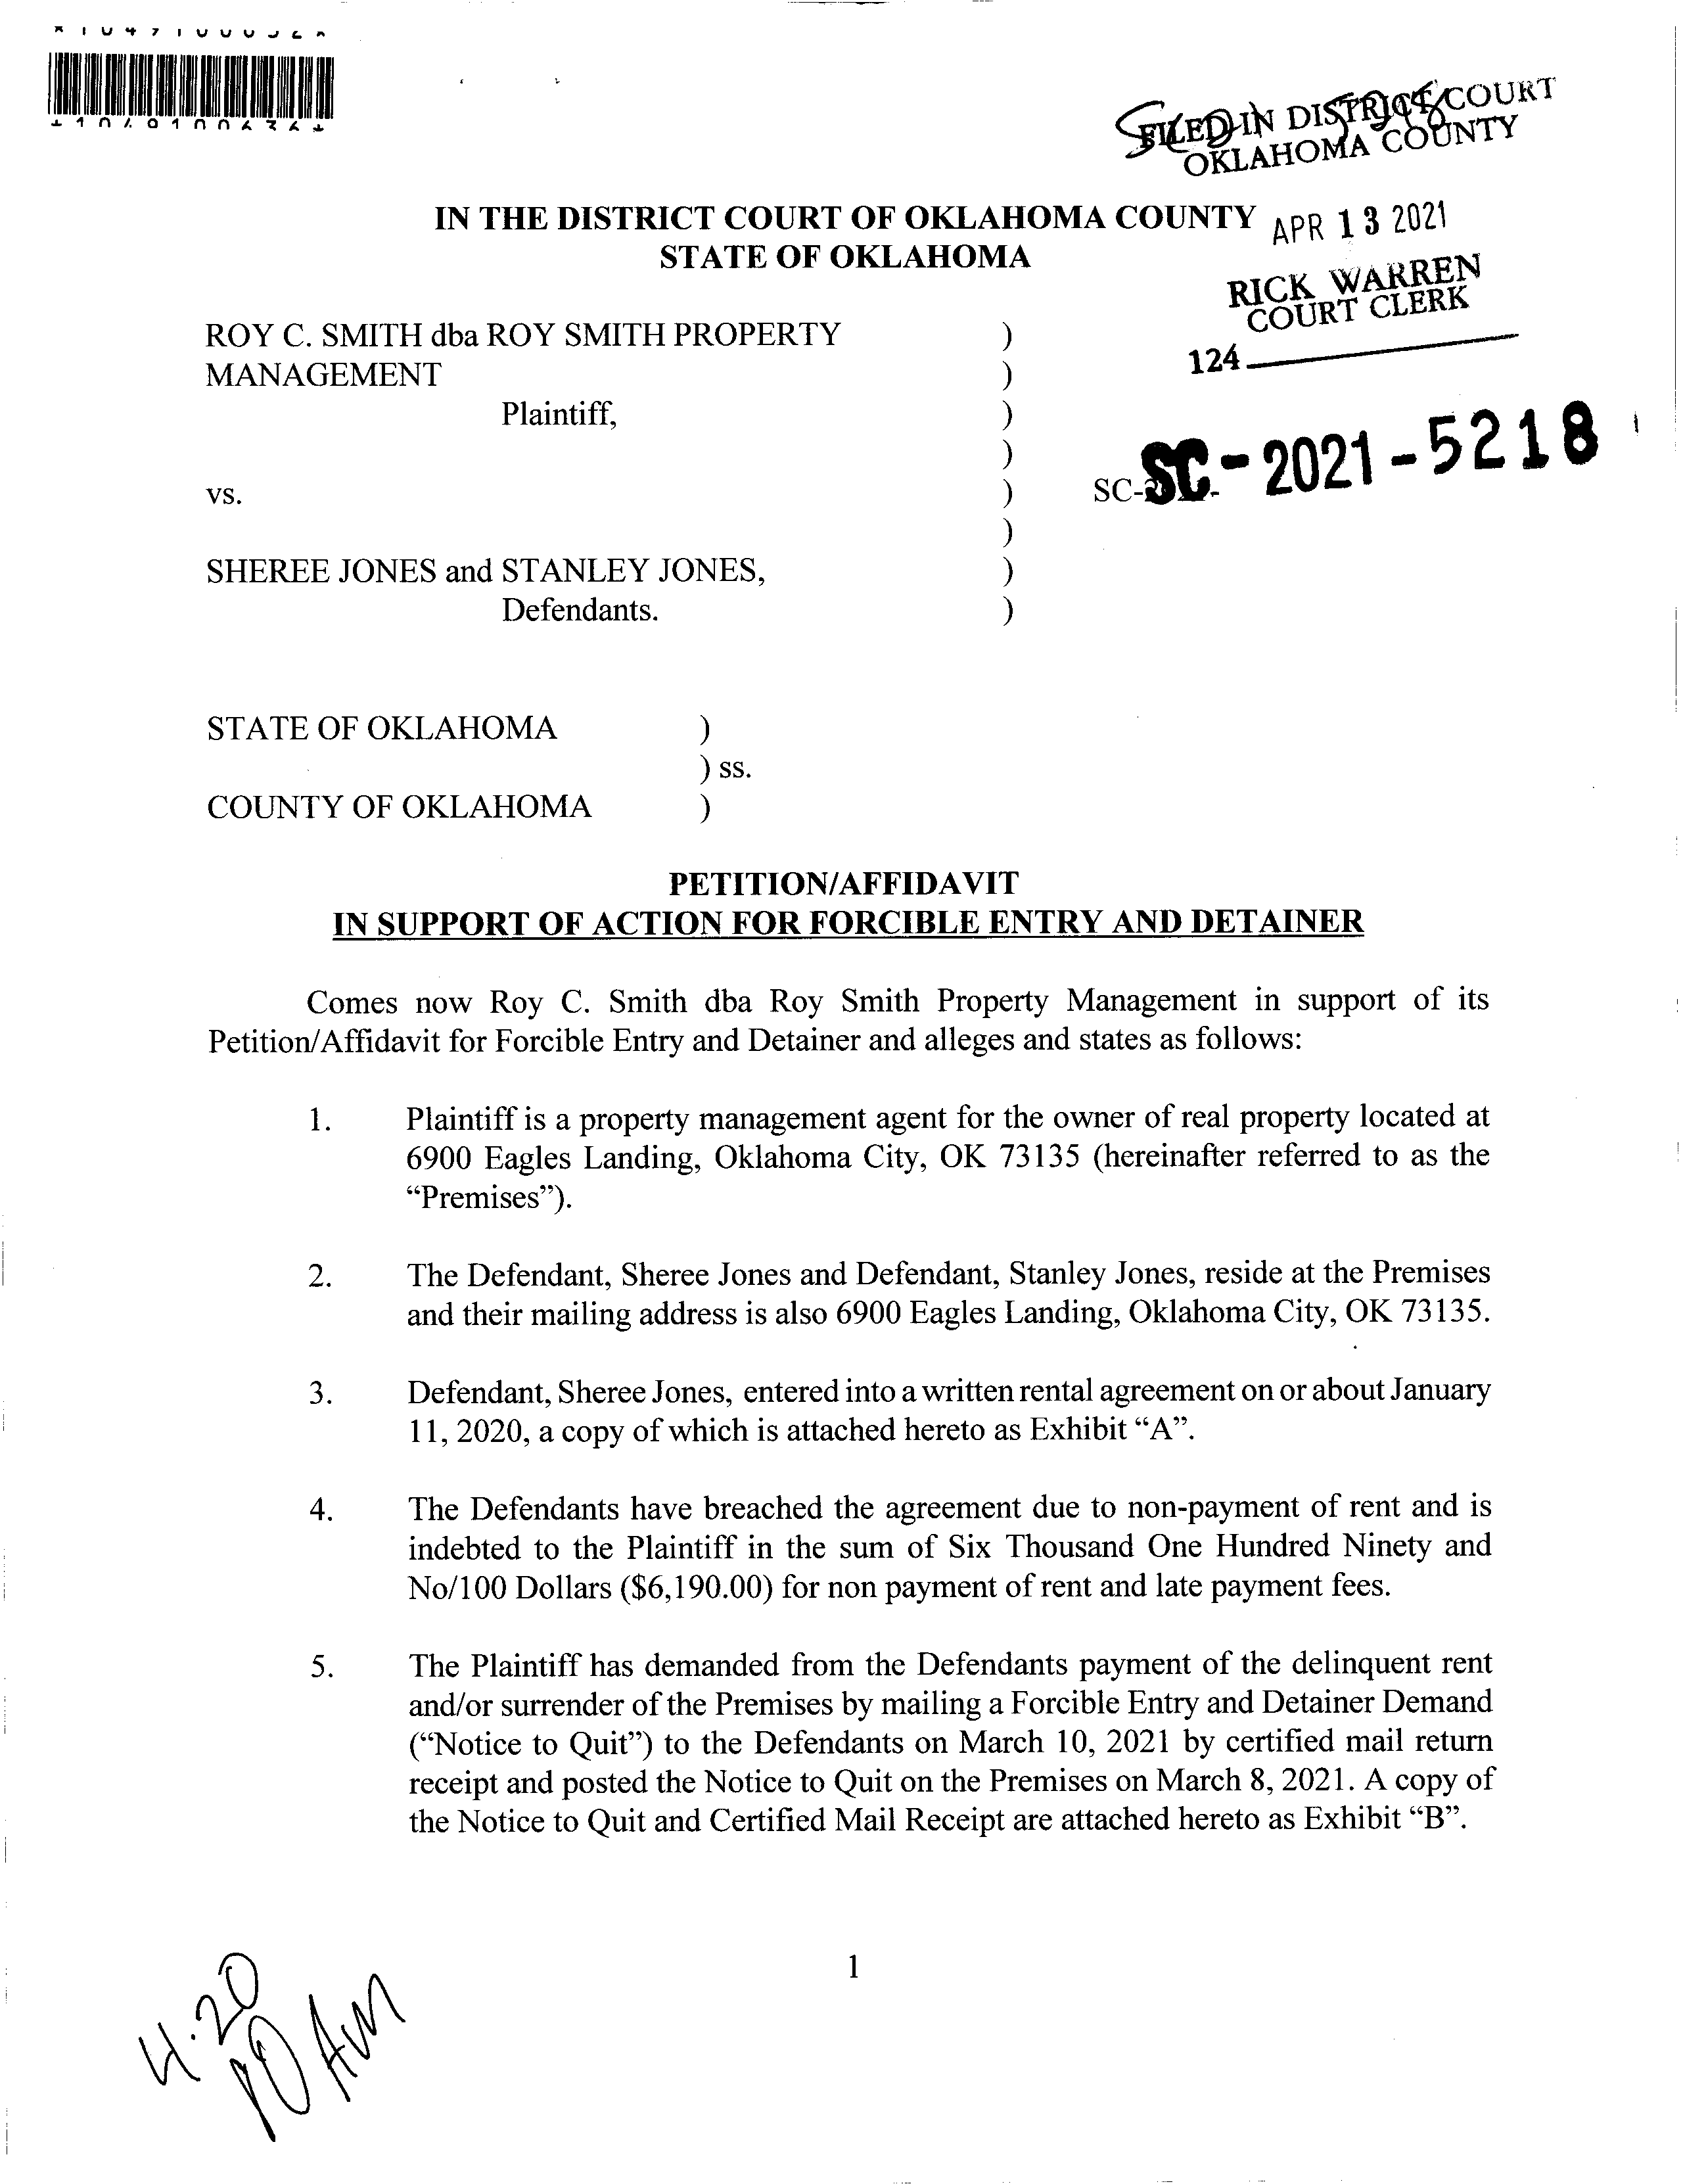 FILED IN DISTRICT COURT
OKLAHOMA COUNTY
IN THE DISTRICT COURT OF OKLAHOMA COUNTY
STATE OF OKLAHOMA
APR 13 2021
RICK WARREN
COURT CLERK
124
ROY C. SMITH dba ROY SMITH PROPERTY )
MANAGEMENT )
Plaintiff, )
)
vs. ) SC-
SC-2021-5218
)
SHEREE JONES and STANLEY JONES, )
Defendants. )
STATE OF OKLAHOMA )
) ss.
COUNTY OF OKLAHOMA )
PETITION/AFFIDAVIT
IN SUPPORT OF ACTION FOR FORCIBLE ENTRY AND DETAINER
Comes now Roy C. Smith dba Roy Smith Property Management in support of its
Petition/Affidavit for Forcible Entry and Detainer and alleges and states as follows:
1. Plaintiff is a property management agent for the owner of real property located at
6900 Eagles Landing, Oklahoma City, OK 73135 (hereinafter referred to as the
“Premises”).
2. The Defendant, Sheree Jones and Defendant, Stanley Jones, reside at the Premises
and their mailing address is also 6900 Eagles Landing, Oklahoma City, OK 73135.
3. Defendant, Sheree Jones, entered into a written rental agreement on or about January
11, 2020, a copy of which is attached hereto as Exhibit “A”.
4. The Defendants have breached the agreement due to non-payment of rent and is
indebted to the Plaintiff in the sum of Six Thousand One Hundred Ninety and
No/100 Dollars ($6,190.00) for non payment of rent and late payment fees.
5. The Plaintiff has demanded from the Defendants payment of the delinquent rent
and/or surrender of the Premises by mailing a Forcible Entry and Detainer Demand
(“Notice to Quit”) to the Defendants on March 10, 2021 by certified mail return
receipt and posted the Notice to Quit on the Premises on March 8, 2021. A copy of
the Notice to Quit and Certified Mail Receipt are attached hereto as Exhibit “B”.
1
4.20
10 AM